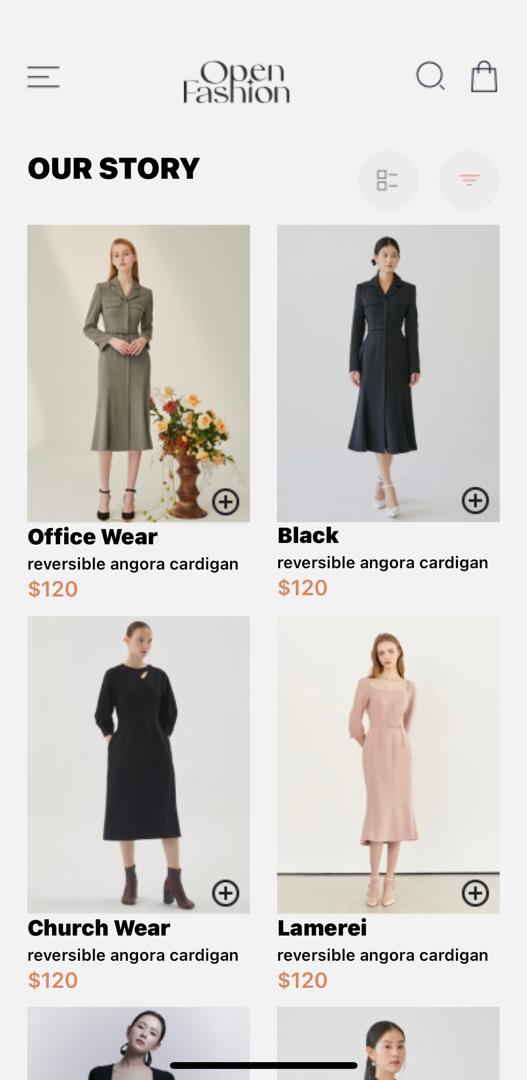 Open
Fashion
OUR STORY
Office Wear
reversible angora cardigan
$120
Black
reversible angora cardigan
$120
Church Wear
reversible angora cardigan
$120
Lamerei
reversible angora cardigan
$120